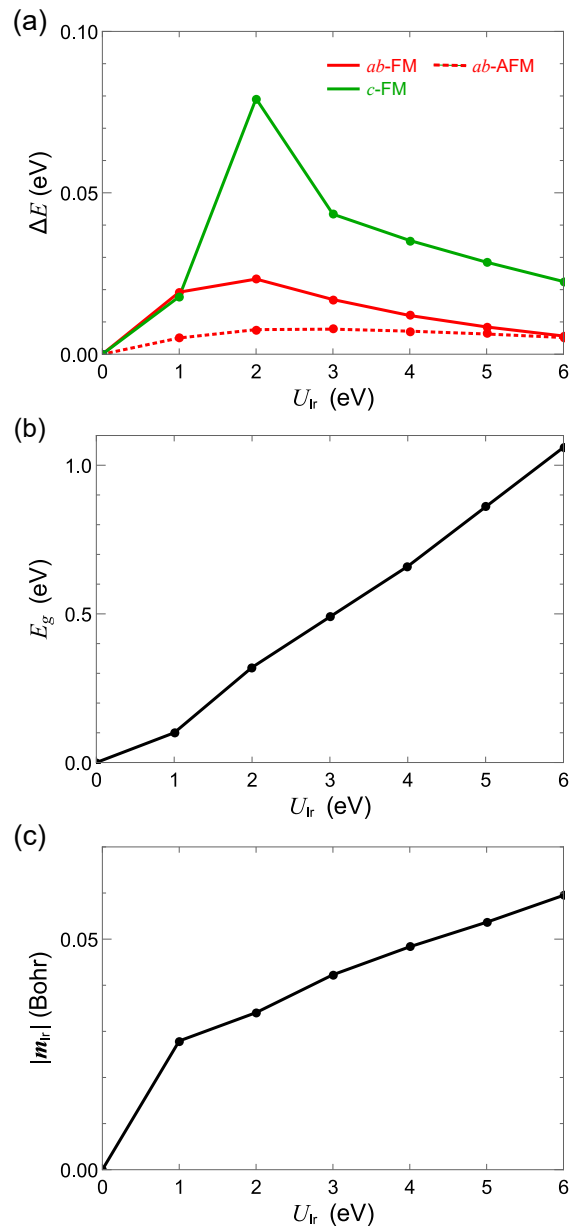 (a)
0.10
ab-FM ab-AFM
c-FM
0.05
ΔE (eV)
0.00
0 1 2 3 4 5 6
U_Ir (eV)
(b)
1.0
0.5
E_g (eV)
0.0
0 1 2 3 4 5 6
U_Ir (eV)
(c)
0.05
|m_Ir| (Bohr)
0.00
0 1 2 3 4 5 6
U_Ir (eV)